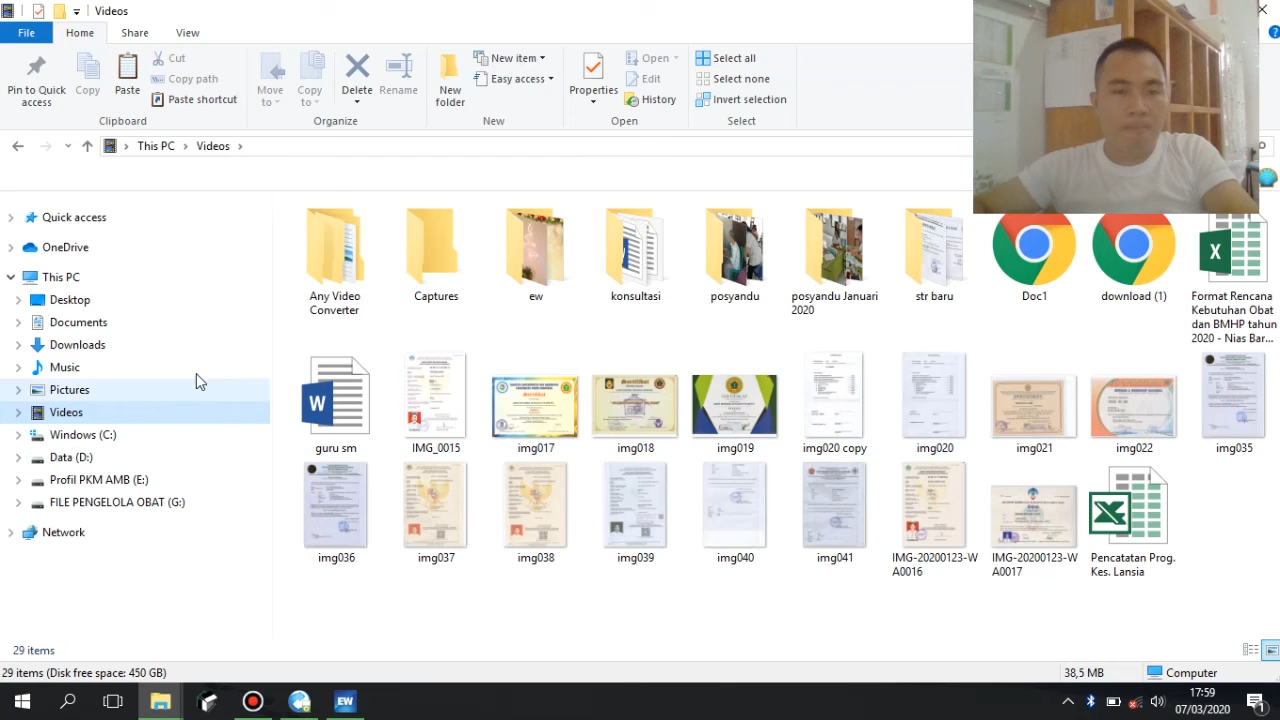 Videos
File Home Share View
Pin to Quick access
Copy
Paste
Cut
Copy path
Paste shortcut
Clipboard
Move to
Copy to
Delete
Rename
Organize
New folder
New item
Easy access
New
Properties
Open
Edit
History
Open
Select all
Select none
Invert selection
Select
This PC Videos
Quick access
OneDrive
This PC
Desktop
Documents
Downloads
Music
Pictures
Videos
Windows (C:)
Data (D:)
Profil PKM AMB (E:)
FILE PENGELOLA OBAT (G:)
Network
Any Video
Converter
Captures
ew
konsultasi
posyandu
posyandu Januari
2020
str baru
Doc1
download (1)
Format Rencana
Kebutuhan Obat
dan BMHP tahun
2020 - Nias Bar...
guru sm
IMG_0015
img017
img018
img019
img020 copy
img020
img021
img022
img035
img036
img037
img038
img039
img040
img041
IMG-20200123-W
A0016
IMG-20200123-W
A0017
Pencatatan Prog.
Kes. Lansia
29 items
29 items (Disk free space: 450 GB)
38,5 MB
Computer
EW
17:59
07/03/2020
1